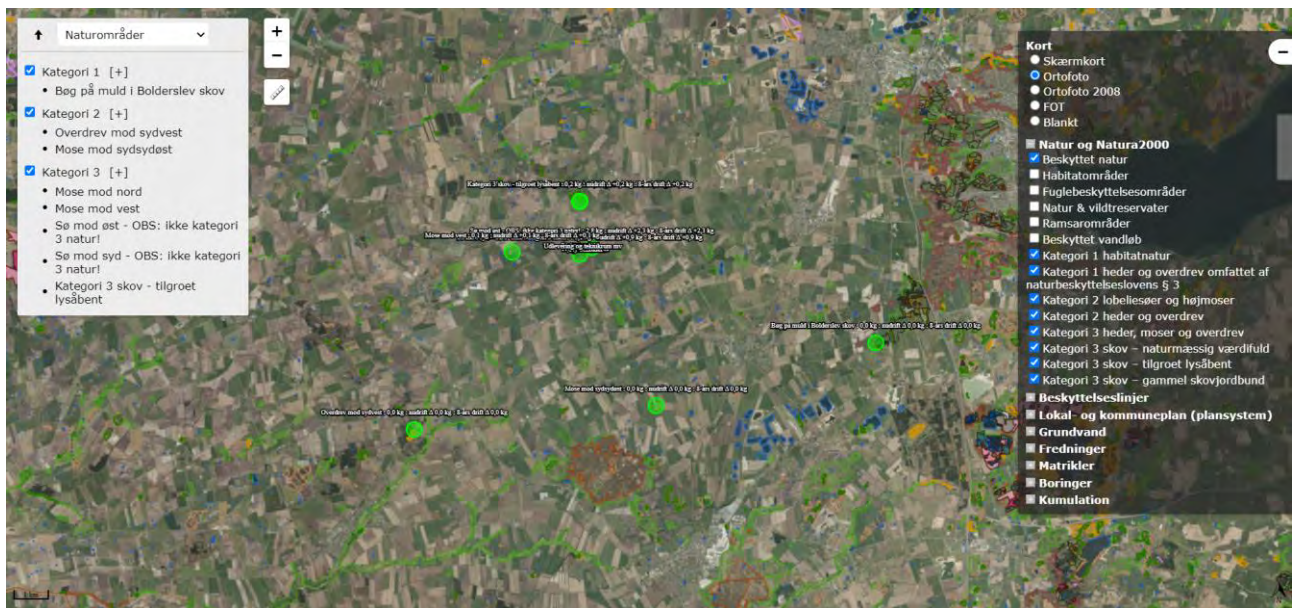 Naturområder
Kategori 1 [+]
Bøg på muld i Bolderslev skov
Kategori 2 [+]
Overdrev mod sydvest
Mose mod sydsydøst
Kategori 3 [+]
Mose mod nord
Mose mod vest
Sø mod øst - OBS: ikke kategori
3 natur!
Sø mod syd - OBS: ikke kategori
3 natur!
Kategori 3 skov - tilgroet
lysåbent
+
−
Kategori 3 skov - tilgroet lysåbent : 0,2 kg ; nudrift Δ +0,2 kg ; 8-års drift Δ +0,2 kg
Udlevering og teknikrum mv
Bøg på muld i Bolderslev skov : 0,0 kg ; nudrift Δ 0,0 kg ; 8-års drift Δ 0,0 kg
Mose mod sydsydøst : 0,0 kg ; nudrift Δ 0,0 kg ; 8-års drift Δ 0,0 kg
Overdrev mod sydvest : 0,0 kg ; nudrift Δ 0,0 kg ; 8-års drift Δ 0,0 kg
Kort
Skærmkort
Ortofoto
Ortofoto 2008
FOT
Blankt
Natur og Natura2000
Beskyttet natur
Habitatområder
Fuglebeskyttelsesområder
Natur & vildtreservater
Ramsarområder
Beskyttet vandløb
Kategori 1 habitatnatur
Kategori 1 heder og overdrev omfattet af
naturbeskyttelseslovens § 3
Kategori 2 lobeliesøer og højmoser
Kategori 2 heder og overdrev
Kategori 3 heder, moser og overdrev
Kategori 3 skov – naturmæssig værdifuld
Kategori 3 skov – tilgroet lysåbent
Kategori 3 skov – gammel skovjordbund
Beskyttelseslinjer
Lokal- og kommuneplan (plansystem)
Grundvand
Fredninger
Matrikler
Boringer
Kumulation